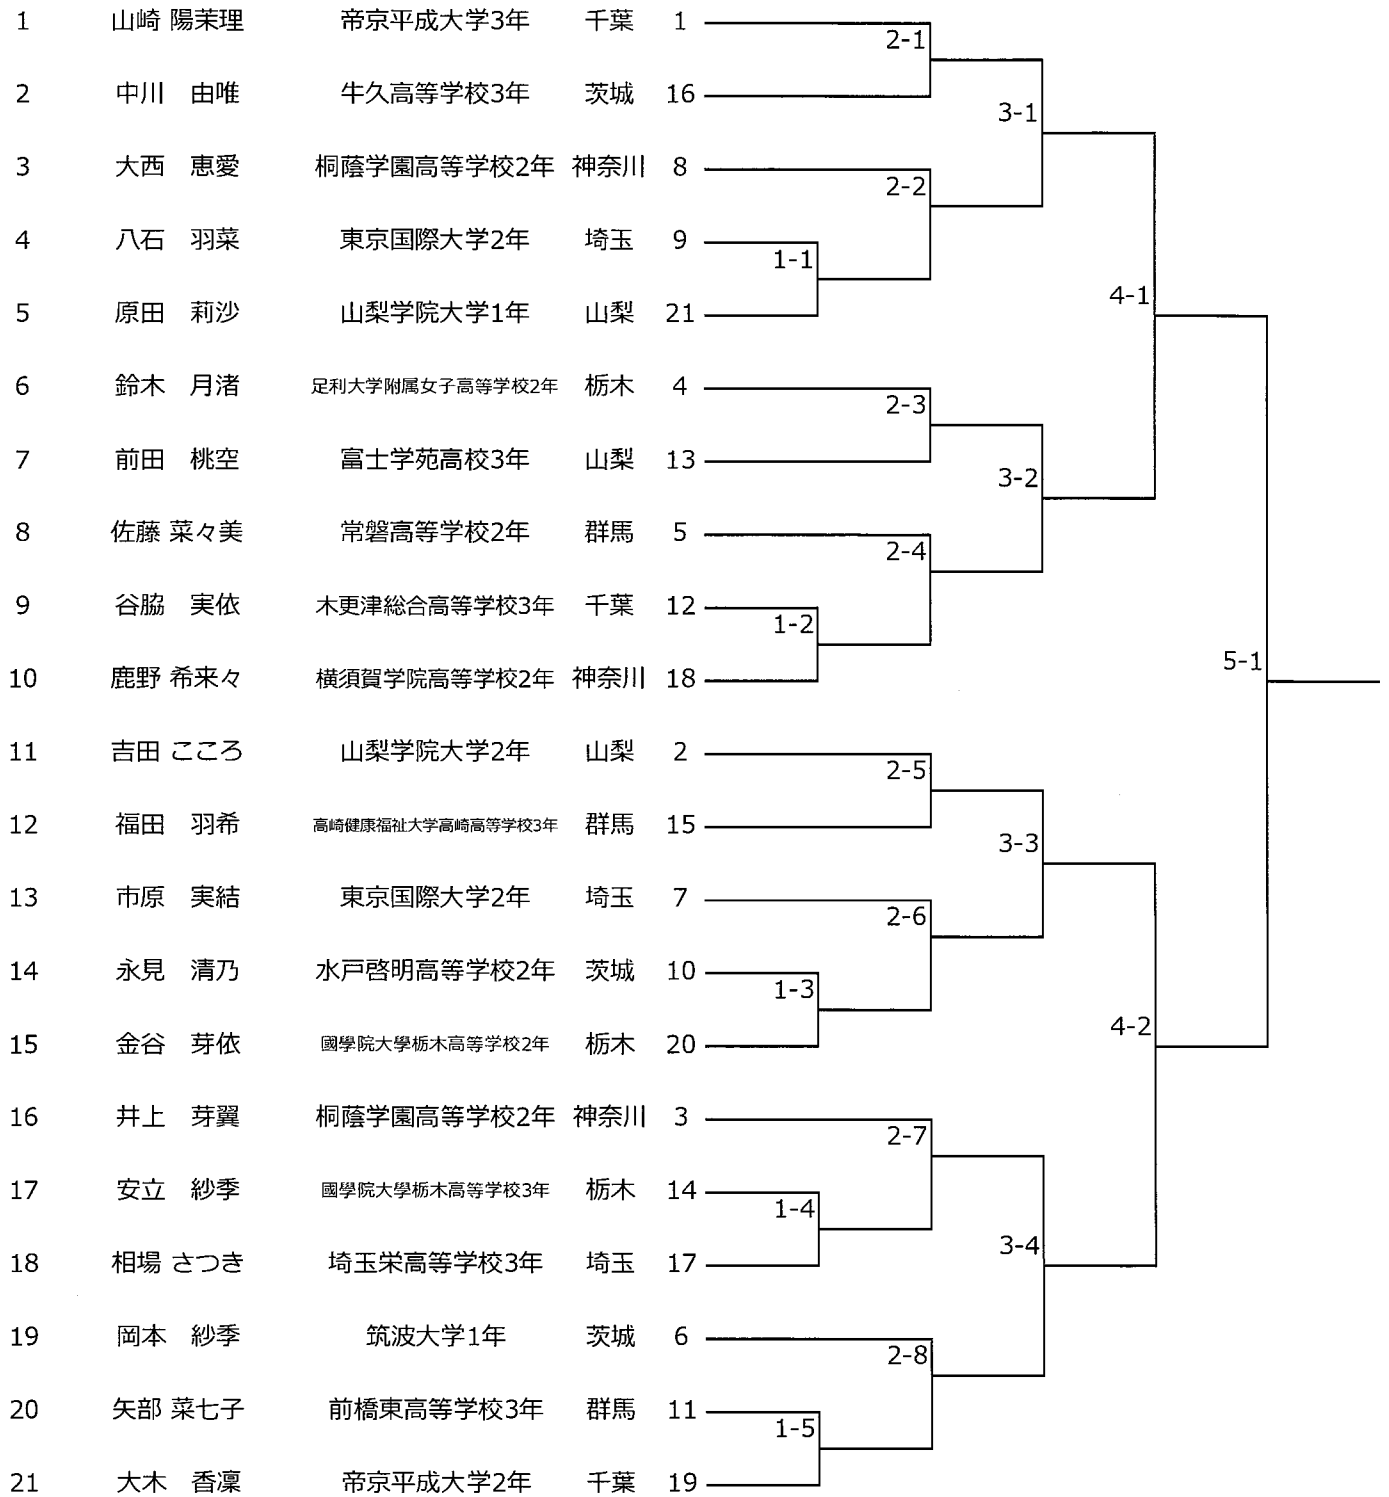 1 山崎 陽茉理 帝京平成大学3年 千葉 1
2-1
2 中川 由唯 牛久高等学校3年 茨城 16
3-1
3 大西 恵愛 桐蔭学園高等学校2年 神奈川 8
2-2
4 八石 羽菜 東京国際大学2年 埼玉 9
1-1
4-1
5 原田 莉沙 山梨学院大学1年 山梨 21
6 鈴木 月渚 足利大学附属女子高等学校2年 栃木 4
2-3
7 前田 桃空 富士学苑高校3年 山梨 13
3-2
8 佐藤 菜々美 常磐高等学校2年 群馬 5
2-4
9 谷脇 実依 木更津総合高等学校3年 千葉 12
1-2
5-1
10 鹿野 希来々 横須賀学院高等学校2年 神奈川 18
11 吉田 こころ 山梨学院大学2年 山梨 2
2-5
12 福田 羽希 高崎健康福祉大学高崎高等学校3年 群馬 15
3-3
13 市原 実結 東京国際大学2年 埼玉 7
2-6
14 永見 清乃 水戸啓明高等学校2年 茨城 10
1-3
4-2
15 金谷 芽依 國學院大學栃木高等学校2年 栃木 20
16 井上 芽翼 桐蔭学園高等学校2年 神奈川 3
2-7
17 安立 紗季 國學院大學栃木高等学校3年 栃木 14
1-4
3-4
18 相場 さつき 埼玉栄高等学校3年 埼玉 17
19 岡本 紗季 筑波大学1年 茨城 6
2-8
20 矢部 菜七子 前橋東高等学校3年 群馬 11
1-5
21 大木 香凜 帝京平成大学2年 千葉 19